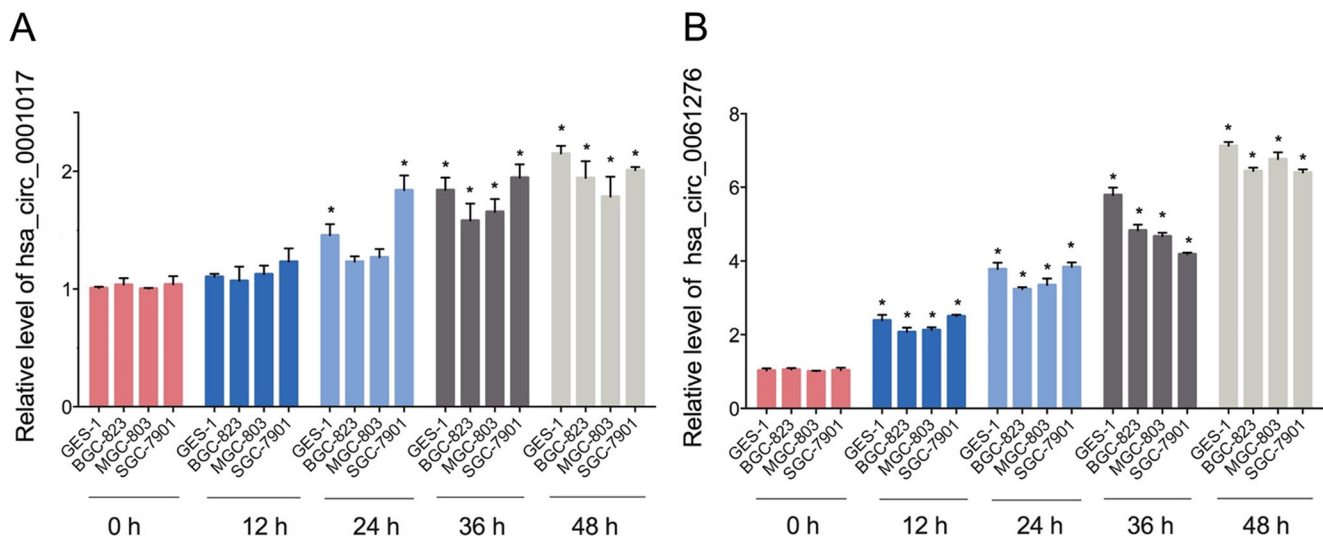 A
Relative level of hsa_circ_0001017
2
1
0
* * * * * * * * * *
GES-1 BGC-823 MGC-803 SGC-7901 GES-1 BGC-823 MGC-803 SGC-7901 GES-1 BGC-823 MGC-803 SGC-7901 GES-1 BGC-823 MGC-803 SGC-7901 GES-1 BGC-823 MGC-803 SGC-7901
0 h 12 h 24 h 36 h 48 h
B
Relative level of hsa_circ_0061276
8
6
4
2
0
* * * * * * * * * * * * * * * *
GES-1 BGC-823 MGC-803 SGC-7901 GES-1 BGC-823 MGC-803 SGC-7901 GES-1 BGC-823 MGC-803 SGC-7901 GES-1 BGC-823 MGC-803 SGC-7901 GES-1 BGC-823 MGC-803 SGC-7901
0 h 12 h 24 h 36 h 48 h